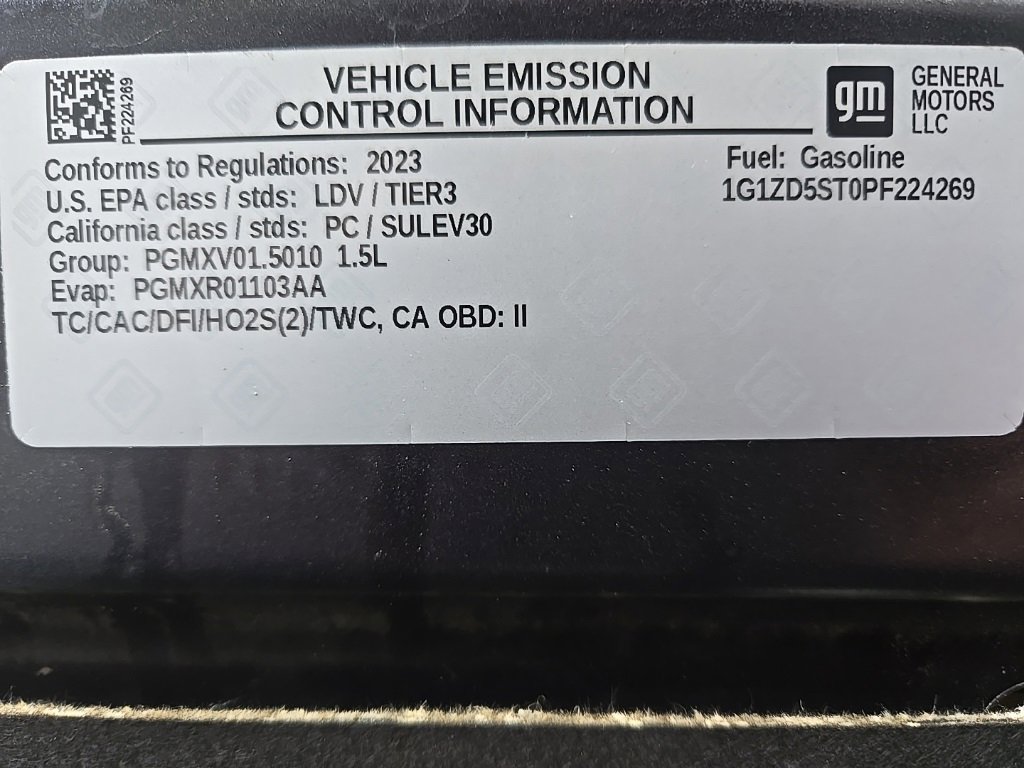 PF224269
VEHICLE EMISSION
CONTROL INFORMATION
gm
GENERAL
MOTORS
LLC
Conforms to Regulations: 2023
U.S. EPA class / stds: LDV / TIER3
California class / stds: PC / SULEV30
Group: PGMXV01.5010 1.5L
Evap: PGMXR01103AA
TC/CAC/DFI/HO2S(2)/TWC, CA OBD: II
Fuel: Gasoline
1G1ZD5ST0PF224269